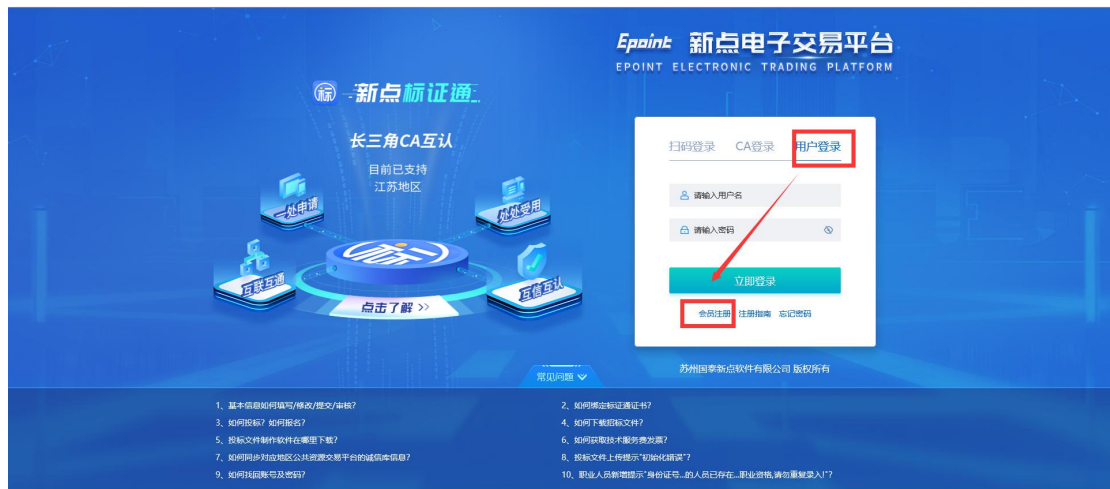 Epoint 新点电子交易平台
EPOINT ELECTRONIC TRADING PLATFORM
标 新点标证通
长三角CA互认
目前已支持
江苏地区
一处申请
处处受用
互联互通
互信互认
点击了解 >>
扫码登录 CA登录 用户登录
请输入用户名
请输入密码
立即登录
会员注册 注册指南 忘记密码
苏州国泰新点软件有限公司 版权所有
常见问题
1、基本信息如何填写/修改/提交/审核?
2、如何绑定标证通证书?
3、如何投标? 如何报名?
4、如何下载招标文件?
5、投标文件制作软件在哪里下载?
6、如何获取技术服务费发票?
7、如何同步对应地区公共资源交易平台的诚信库信息?
8、投标文件上传提示"初始化错误"?
9、如何找回账号及密码?
10、职业人员新增提示"身份证号...的人员已存在...职业资格,请勿重复录入!"?